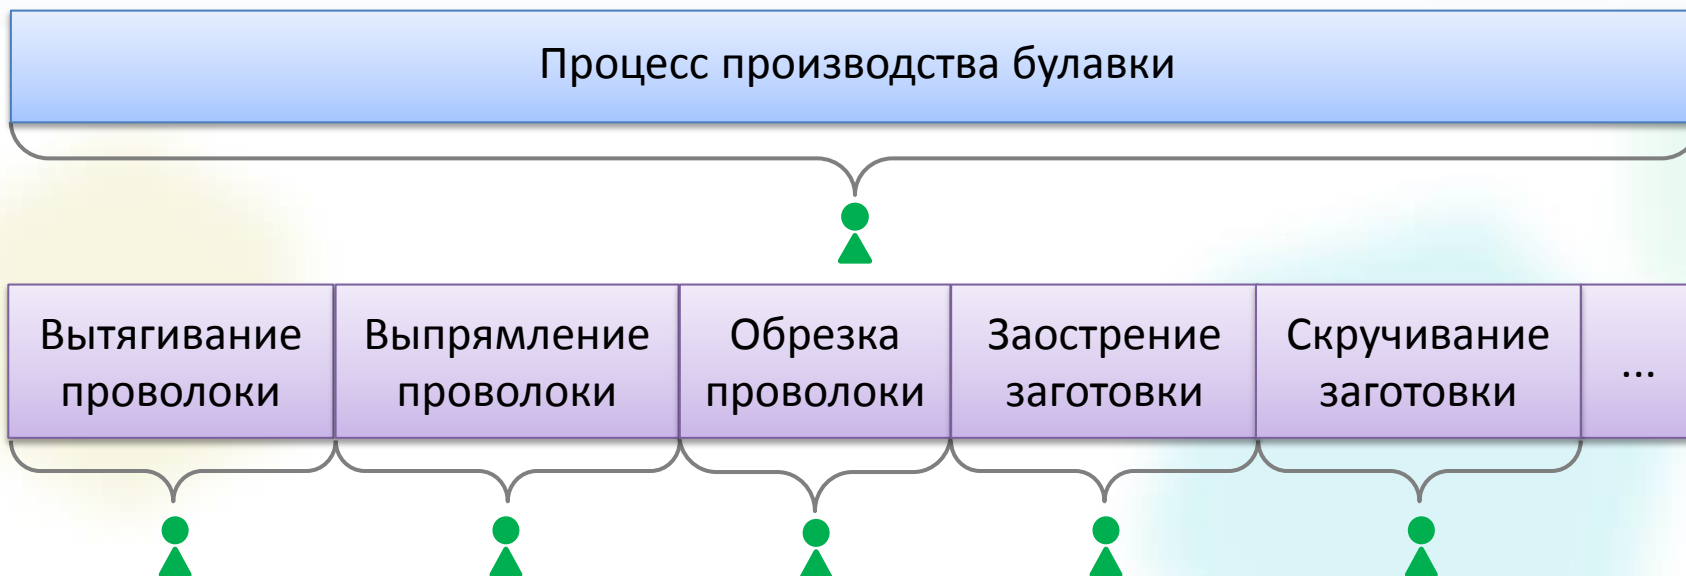 Процесс производства булавки
Вытягивание
проволоки
Выпрямление
проволоки
Обрезка
проволоки
Заострение
заготовки
Скручивание
заготовки
...